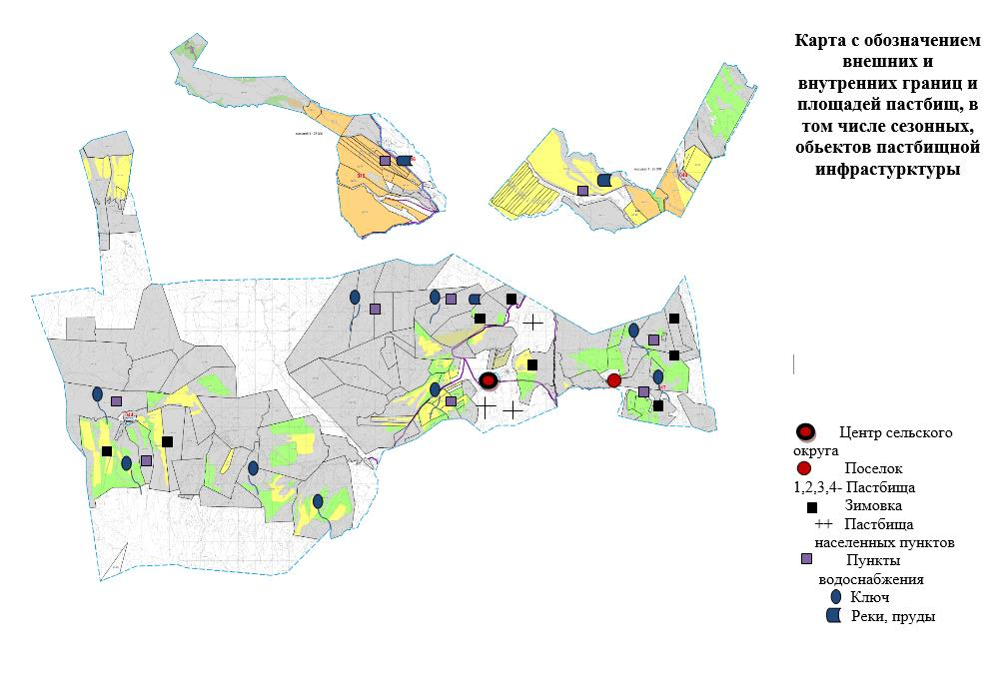 Карта с обозначением
внешних и
внутренних границ и
площадей пастбищ, в
том числе сезонных,
обьектов пастбищной
инфрастурктуры
Центр сельского
округа
Поселок
1,2,3,4- Пастбища
Зимовка
++ Пастбища
населенных пунктов
Пункты
водоснабжения
Ключ
Реки, пруды